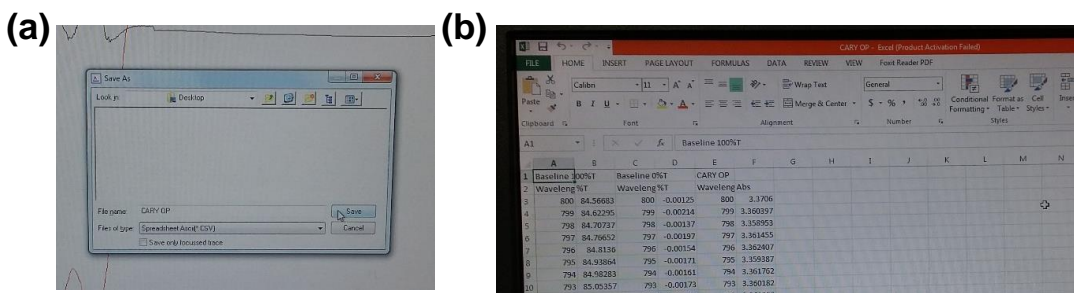 (a)
Save As
Look in: Desktop
File name: CARY OP
Save
Files of type: Spreadsheet Ascii(*.CSV)
Cancel
Save only focussed trace
(b)
CARY OP - Excel (Product Activation Failed)
FILE HOME INSERT PAGE LAYOUT FORMULAS DATA REVIEW VIEW Foxit Reader PDF
Calibri 11 A A Wrap Text General
Paste B I U A Merge & Center $ % , Conditional Formatting Format as Table Cell Styles Insert
Clipboard Font Alignment Number Styles
A1 fx Baseline 100%T
A B C D E F G H I J K L M N
1 Baseline 100%T Baseline 0%T CARY OP
2 Waveleng %T Waveleng %T Waveleng Abs
3 800 84.56683 800 -0.00125 800 3.3706
4 799 84.62295 799 -0.00214 799 3.360397
5 798 84.70737 798 -0.00137 798 3.358953
6 797 84.76652 797 -0.00197 797 3.361455
7 796 84.8136 796 -0.00154 796 3.362407
8 795 84.93864 795 -0.00171 795 3.359387
9 794 84.98283 794 -0.00161 794 3.361762
10 793 85.05357 793 -0.00173 793 3.360182